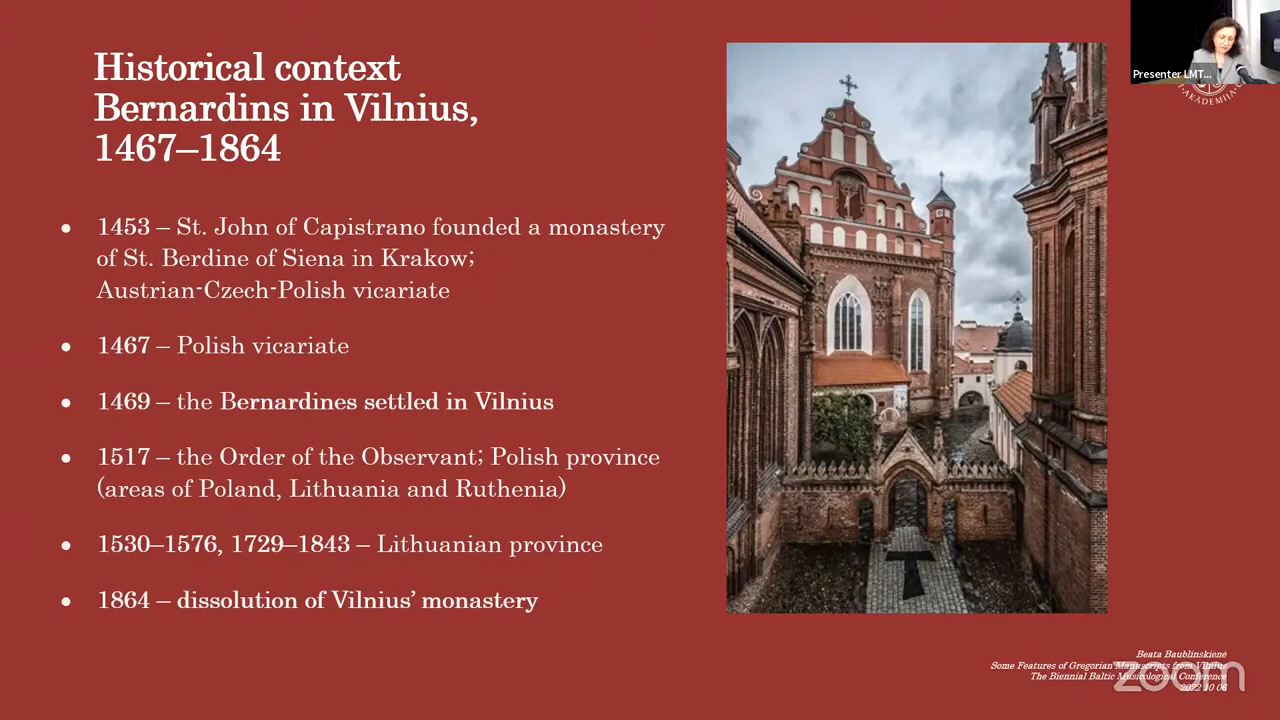 Historical context
Bernardins in Vilnius,
1467–1864
• 1453 – St. John of Capistrano founded a monastery
of St. Berdine of Siena in Krakow;
Austrian-Czech-Polish vicariate
• 1467 – Polish vicariate
• 1469 – the Bernardines settled in Vilnius
• 1517 – the Order of the Observant; Polish province
(areas of Poland, Lithuania and Ruthenia)
• 1530–1576, 1729–1843 – Lithuanian province
• 1864 – dissolution of Vilnius’ monastery
Presenter LMT...
AKADEMIJA
Beata Baublinskienė
Some Features of Gregorian Manuscripts from Vilnius
The Biennial Baltic Musicological Conference
2022 10 06
zoom